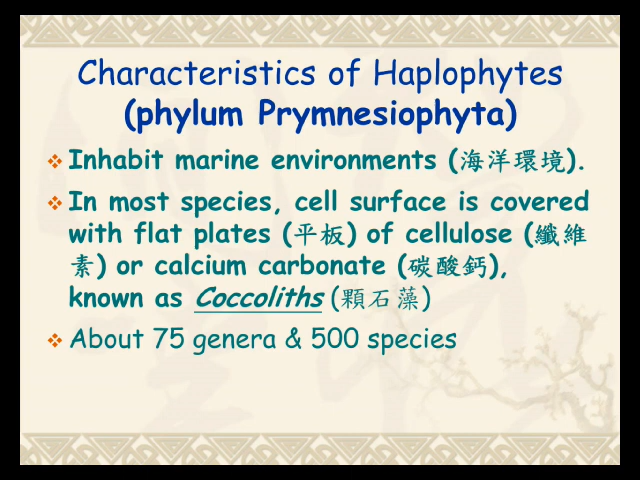 Characteristics of Haplophytes
(phylum Prymnesiophyta)
Inhabit marine environments (海洋環境).
In most species, cell surface is covered
with flat plates (平板) of cellulose (纖維
素) or calcium carbonate (碳酸鈣),
known as Coccoliths (顆石藻)
About 75 genera & 500 species